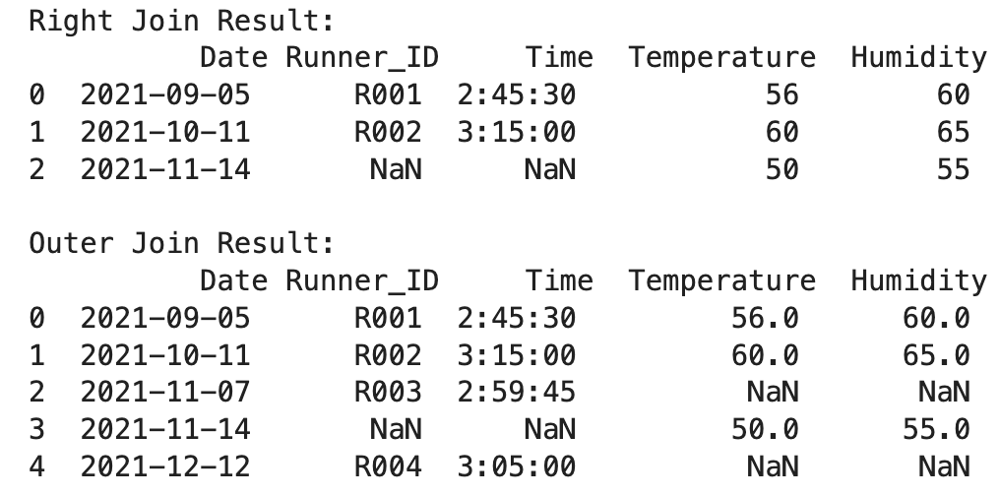 Right Join Result:
Date Runner_ID Time Temperature Humidity
0 2021-09-05 R001 2:45:30 56 60
1 2021-10-11 R002 3:15:00 60 65
2 2021-11-14 NaN NaN 50 55
Outer Join Result:
Date Runner_ID Time Temperature Humidity
0 2021-09-05 R001 2:45:30 56.0 60.0
1 2021-10-11 R002 3:15:00 60.0 65.0
2 2021-11-07 R003 2:59:45 NaN NaN
3 2021-11-14 NaN NaN 50.0 55.0
4 2021-12-12 R004 3:05:00 NaN NaN